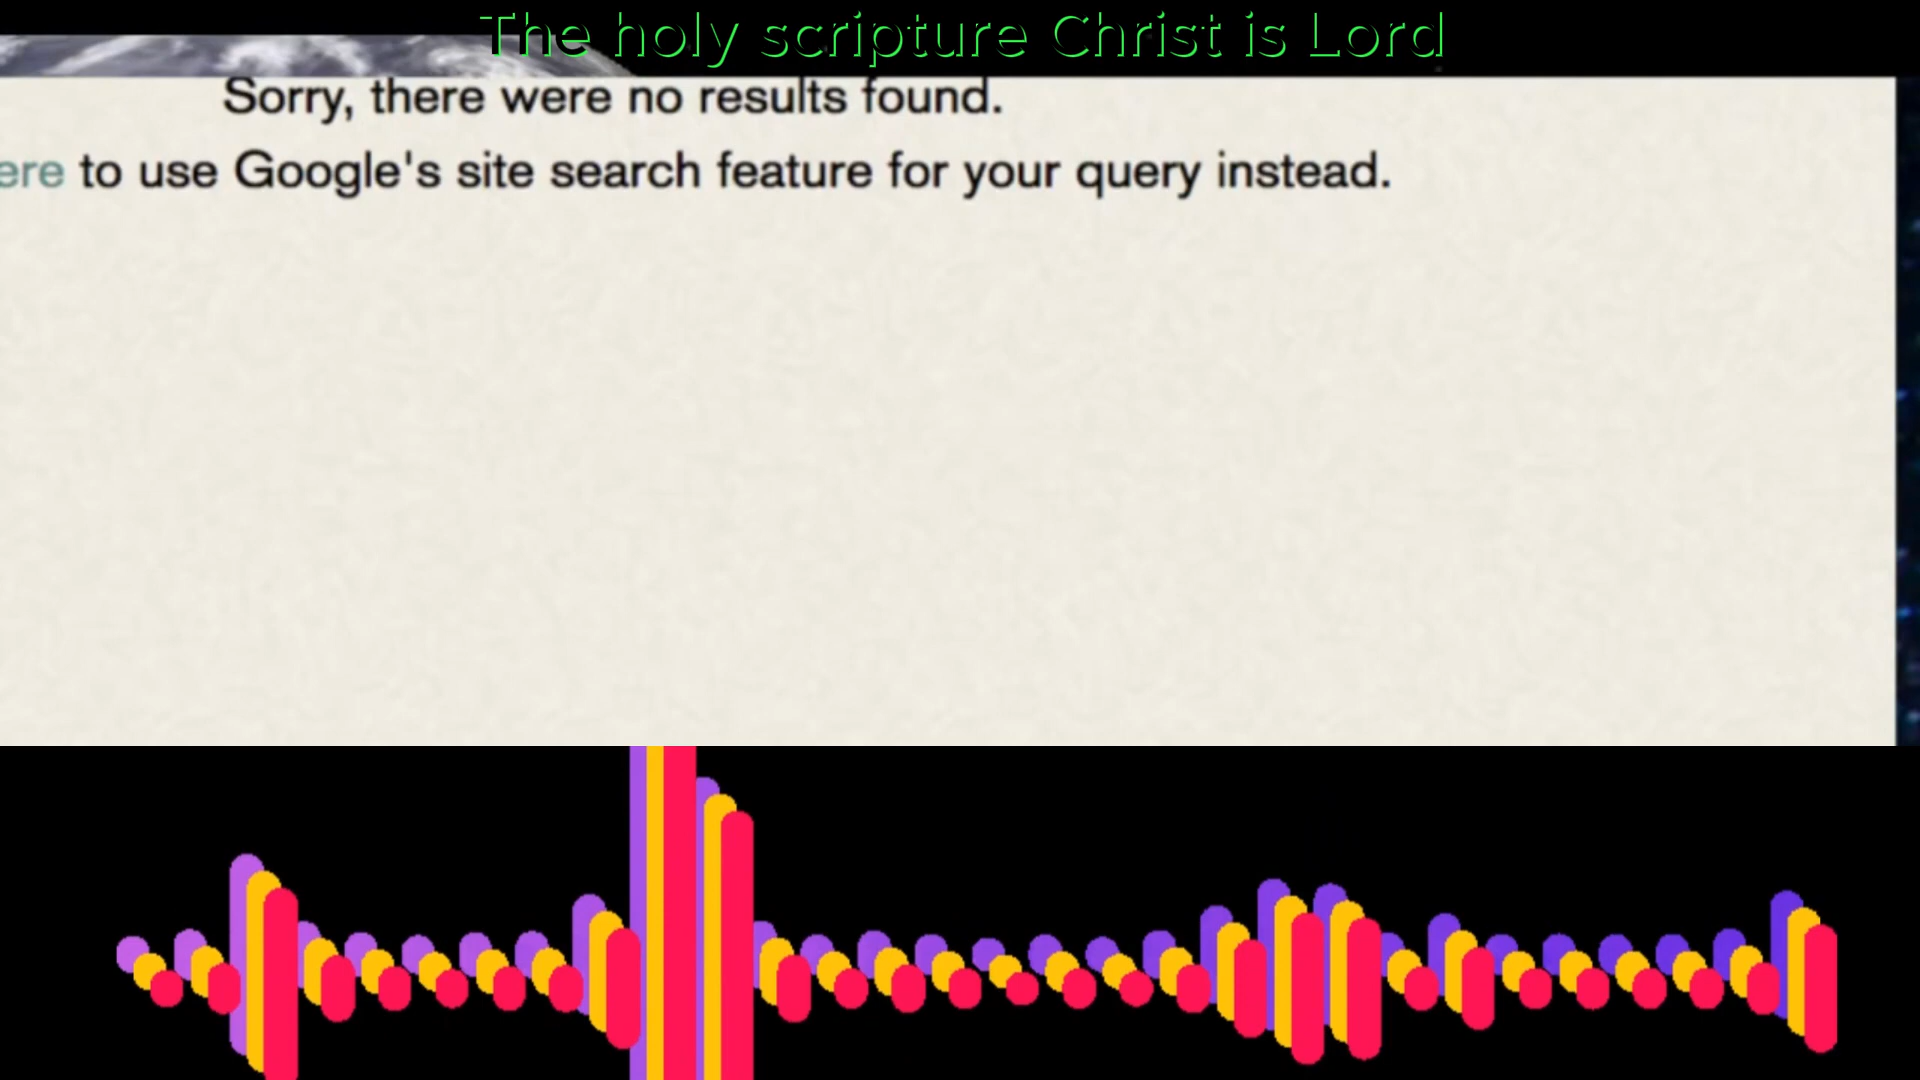 The holy scripture Christ is Lord
Sorry, there were no results found.
ere to use Google's site search feature for your query instead.